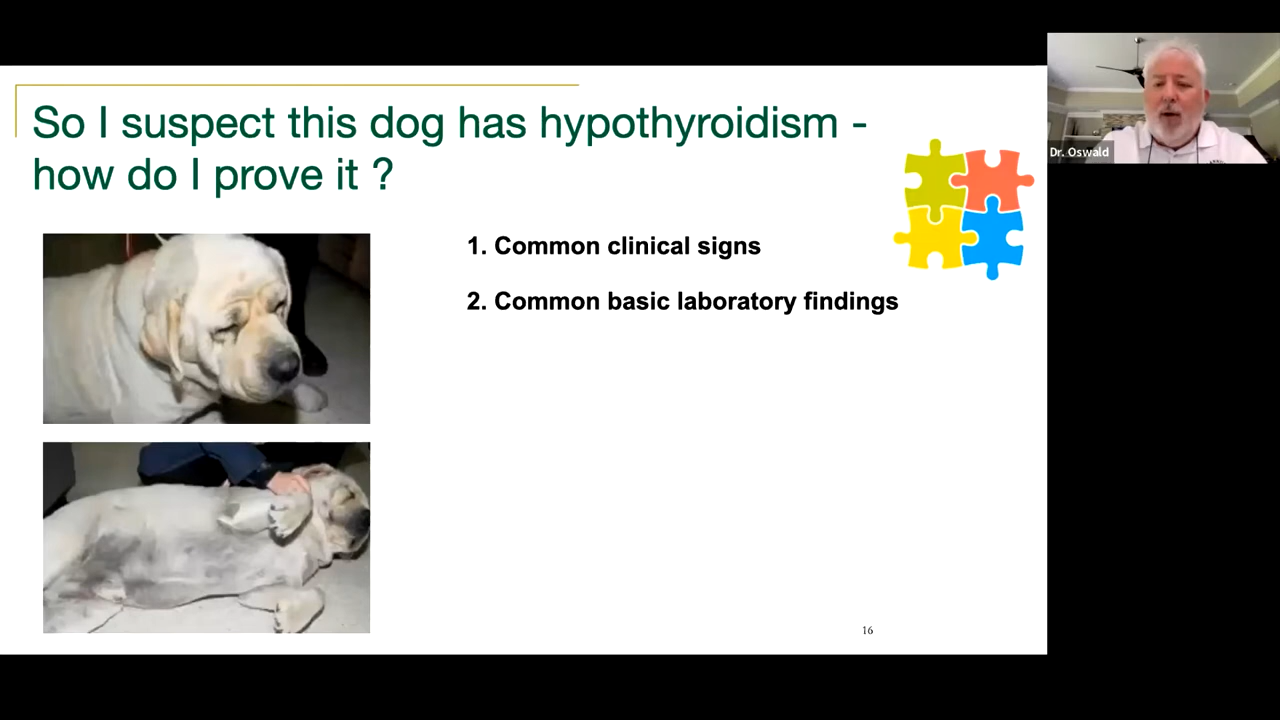 So I suspect this dog has hypothyroidism -
how do I prove it ?
1. Common clinical signs
2. Common basic laboratory findings
16
Dr. Oswald